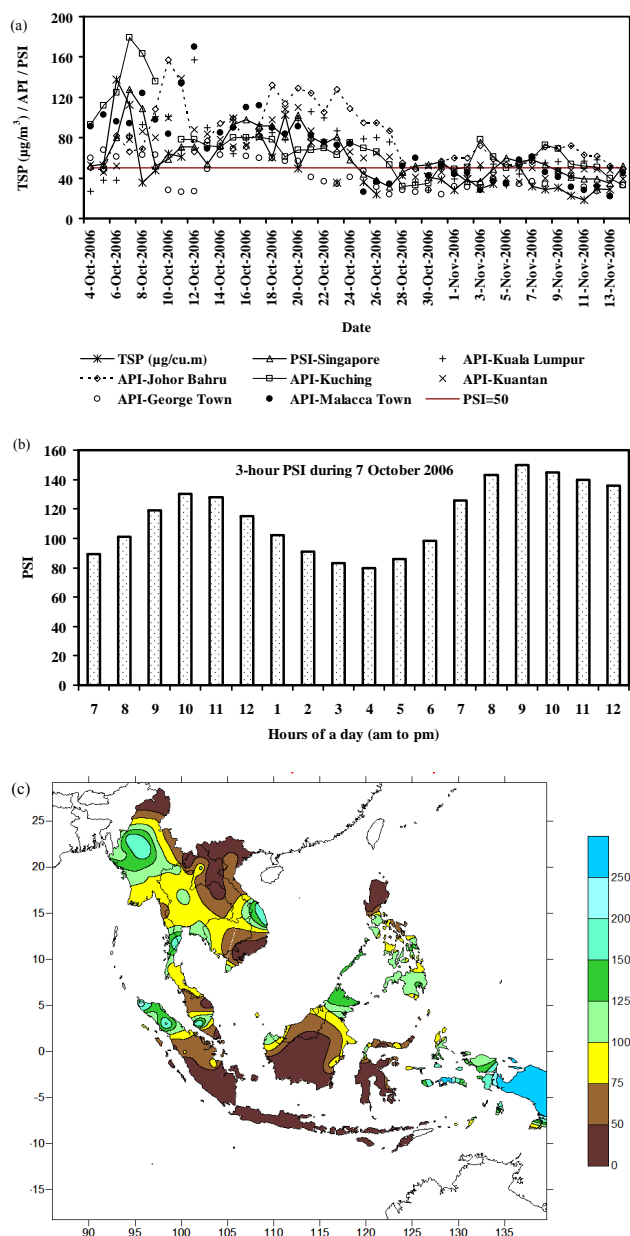 (a)
TSP (µg/m³) / API / PSI
200
160
120
80
40
0
4-Oct-2006
6-Oct-2006
8-Oct-2006
10-Oct-2006
12-Oct-2006
14-Oct-2006
16-Oct-2006
18-Oct-2006
20-Oct-2006
22-Oct-2006
24-Oct-2006
26-Oct-2006
28-Oct-2006
30-Oct-2006
1-Nov-2006
3-Nov-2006
5-Nov-2006
7-Nov-2006
9-Nov-2006
11-Nov-2006
13-Nov-2006
Date
TSP (µg/cu.m) PSI-Singapore API-Kuala Lumpur
API-Johor Bahru API-Kuching API-Kuantan
API-George Town API-Malacca Town PSI=50
(b)
3-hour PSI during 7 October 2006
PSI
160
140
120
100
80
60
40
20
0
7 8 9 10 11 12 1 2 3 4 5 6 7 8 9 10 11 12
Hours of a day (am to pm)
(c)
25
20
15
10
5
0
-5
-10
-15
90 95 100 105 110 115 120 125 130 135
250
200
150
125
100
75
50
0